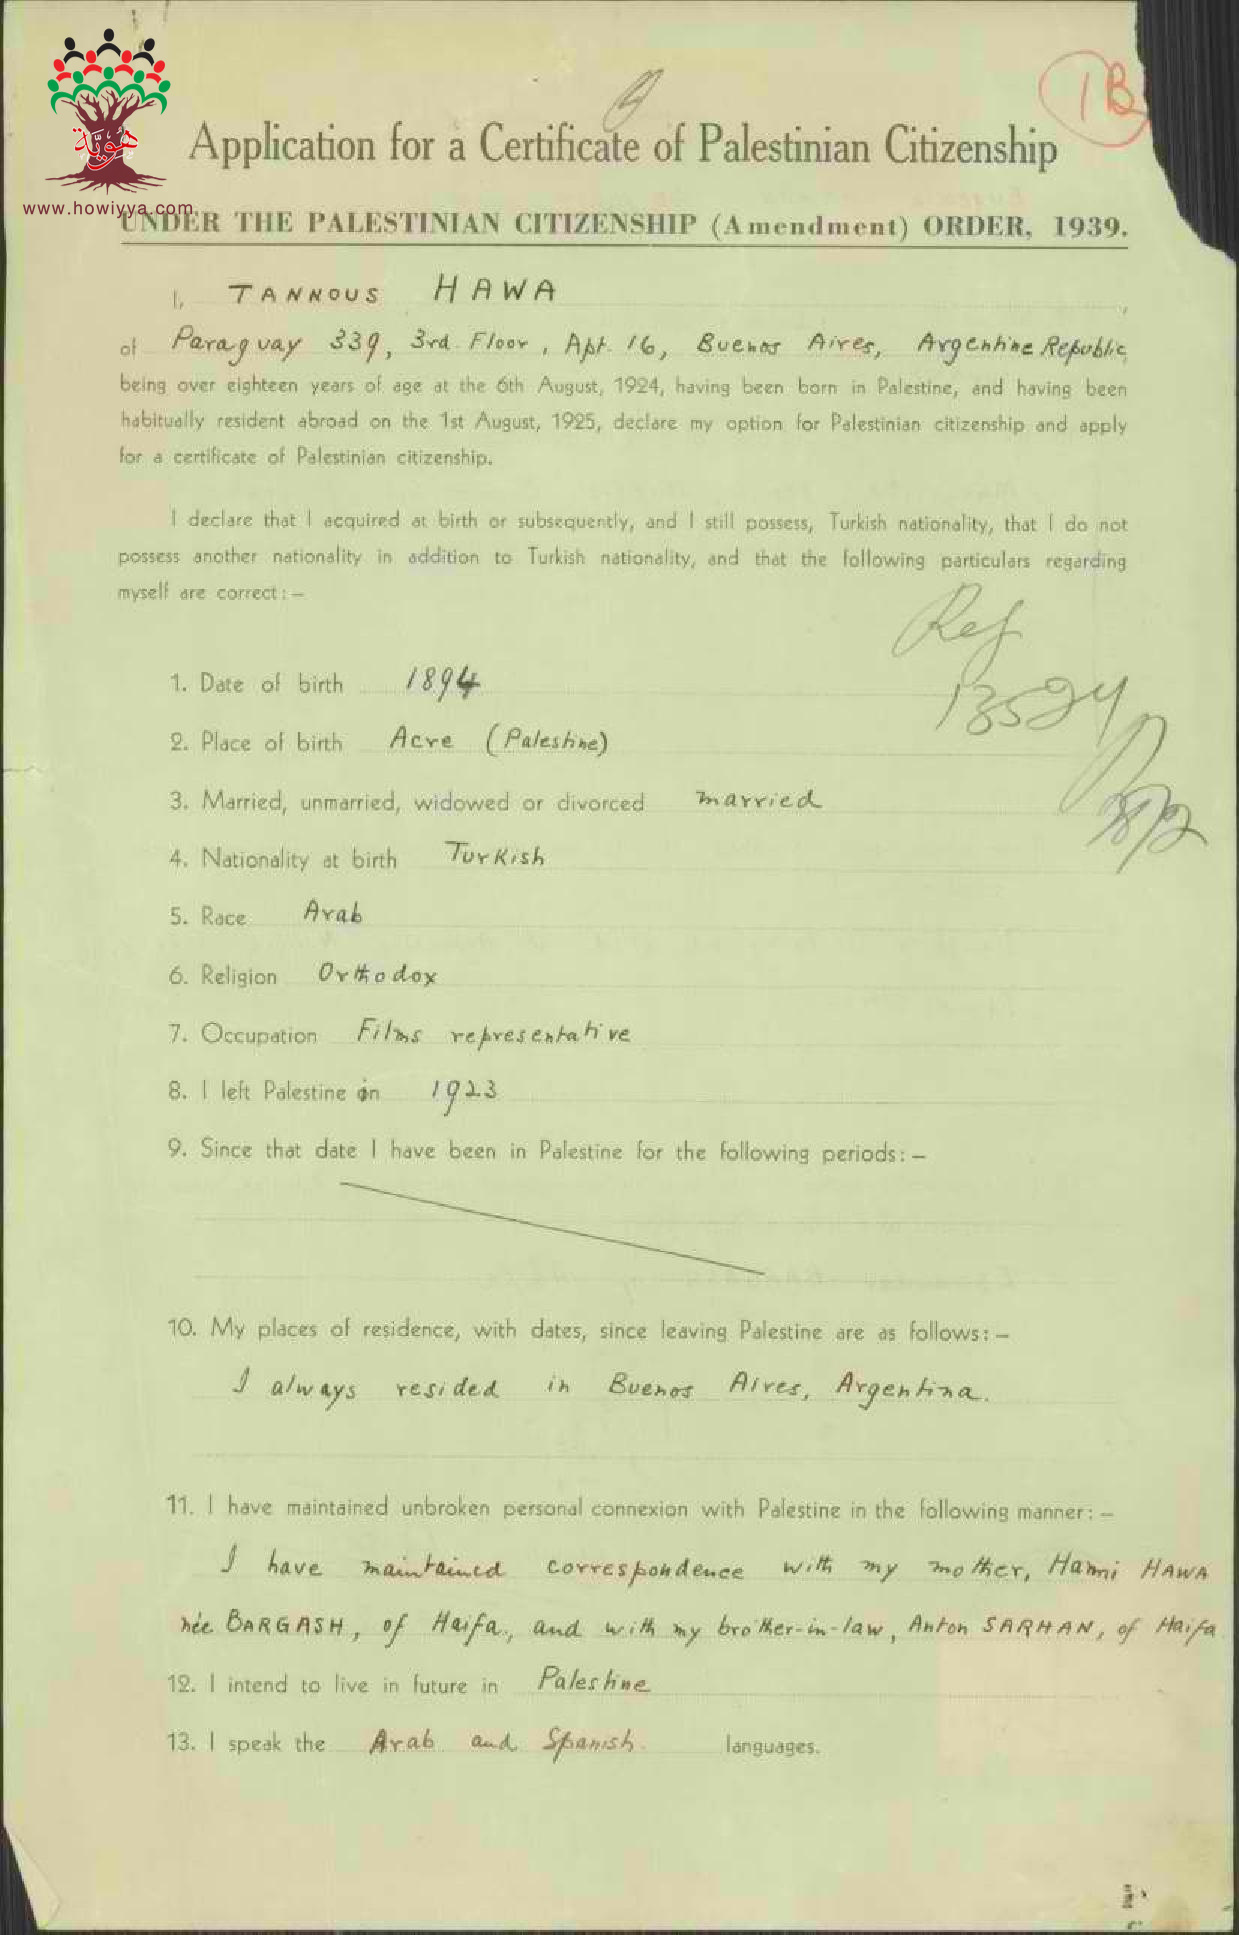 1B
Application for a Certificate of Palestinian Citizenship
هُويَّة
www.howiyya.com
UNDER THE PALESTINIAN CITIZENSHIP (Amendment) ORDER, 1939.
I, TANNOUS HAWA
of Paraguay 339, 3rd Floor, Apt. 16, Buenos Aires, Argentine Republic
being over eighteen years of age at the 6th August, 1924, having been born in Palestine, and having been
habitually resident abroad on the 1st August, 1925, declare my option for Palestinian citizenship and apply
for a certificate of Palestinian citizenship.
I declare that I acquired at birth or subsequently, and I still possess, Turkish nationality, that I do not
possess another nationality in addition to Turkish nationality, and that the following particulars regarding
myself are correct: –
Ref
13524
1. Date of birth 1894
2. Place of birth Acre (Palestine)
3. Married, unmarried, widowed or divorced married
4. Nationality at birth Turkish
5. Race Arab
6. Religion Orthodox
7. Occupation Films representative
8. I left Palestine in 1923
9. Since that date I have been in Palestine for the following periods: –
10. My places of residence, with dates, since leaving Palestine are as follows: –
I always resided in Buenos Aires, Argentina.
11. I have maintained unbroken personal connexion with Palestine in the following manner: –
I have maintained correspondence with my mother, Hanni HAWA
née BARGASH, of Haifa, and with my brother-in-law, Anton SARHAN, of Haifa
12. I intend to live in future in Palestine
13. I speak the Arab and Spanish languages.